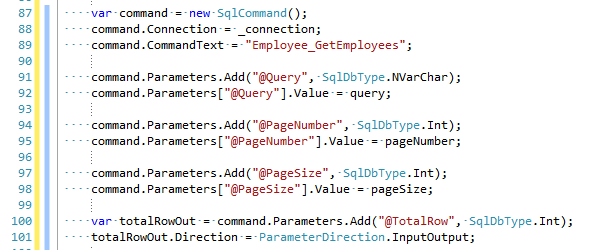 87 var command = new SqlCommand();
88 command.Connection = _connection;
89 command.CommandText = "Employee_GetEmployees";
90
91 command.Parameters.Add("@Query", SqlDbType.NVarChar);
92 command.Parameters["@Query"].Value = query;
93
94 command.Parameters.Add("@PageNumber", SqlDbType.Int);
95 command.Parameters["@PageNumber"].Value = pageNumber;
96
97 command.Parameters.Add("@PageSize", SqlDbType.Int);
98 command.Parameters["@PageSize"].Value = pageSize;
99
100 var totalRowOut = command.Parameters.Add("@TotalRow", SqlDbType.Int);
101 totalRowOut.Direction = ParameterDirection.InputOutput;